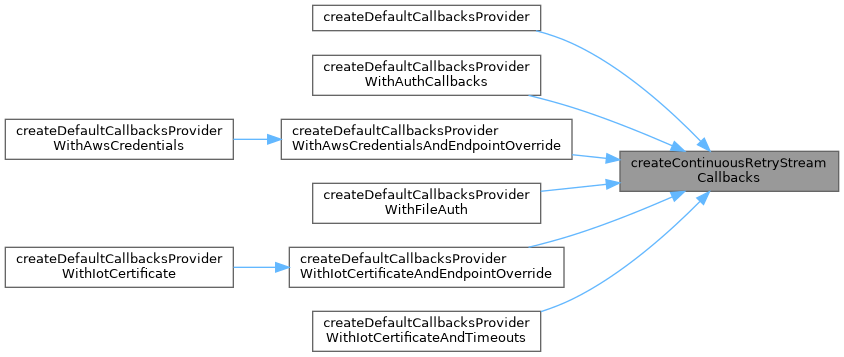 createDefaultCallbacksProvider
createDefaultCallbacksProvider
WithAuthCallbacks
createDefaultCallbacksProvider
WithAwsCredentials
createDefaultCallbacksProvider
WithAwsCredentialsAndEndpointOverride
createContinuousRetryStream
Callbacks
createDefaultCallbacksProvider
WithFileAuth
createDefaultCallbacksProvider
WithIotCertificate
createDefaultCallbacksProvider
WithIotCertificateAndEndpointOverride
createDefaultCallbacksProvider
WithIotCertificateAndTimeouts